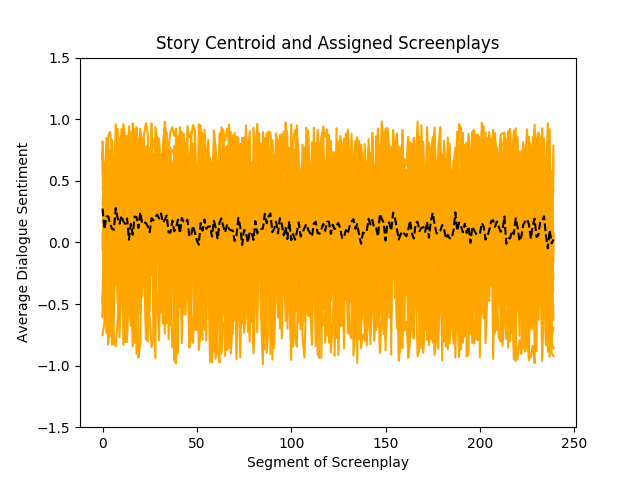 Story Centroid and Assigned Screenplays
1.5
1.0
0.5
0.0
−0.5
−1.0
−1.5
Average Dialogue Sentiment
0 50 100 150 200 250
Segment of Screenplay